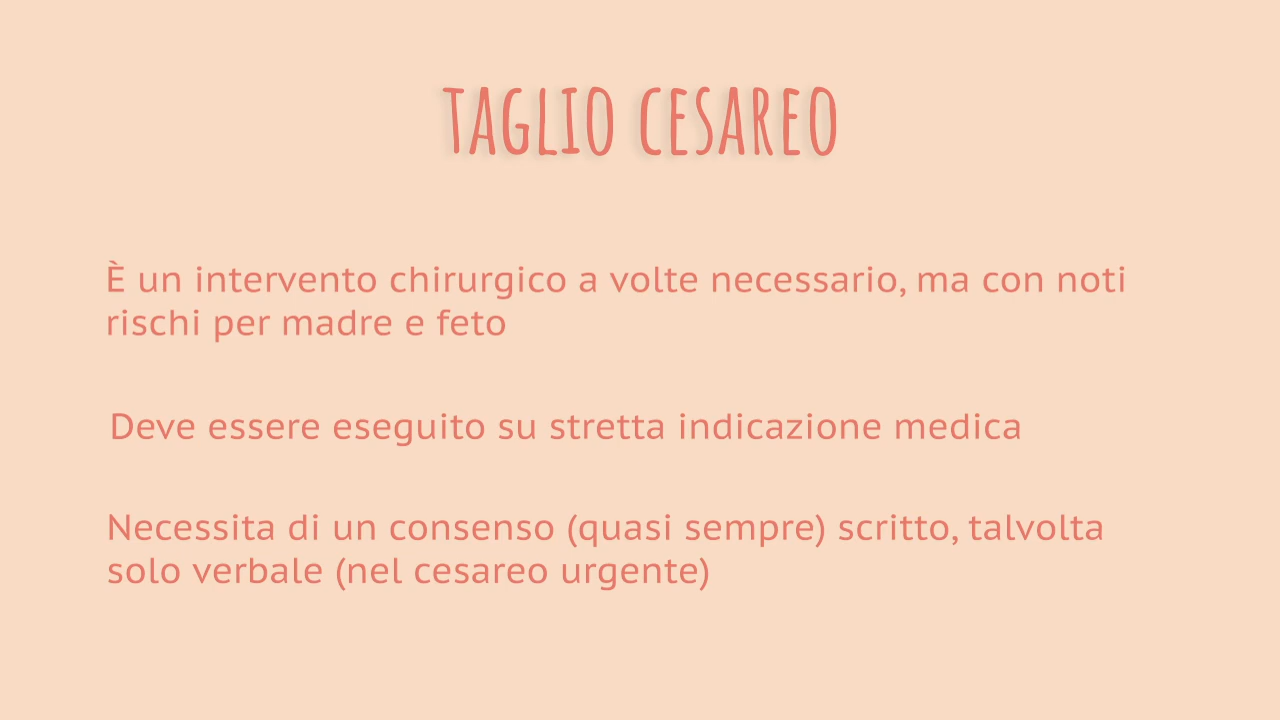 TAGLIO CESAREO
È un intervento chirurgico a volte necessario, ma con noti
rischi per madre e feto
Deve essere eseguito su stretta indicazione medica
Necessita di un consenso (quasi sempre) scritto, talvolta
solo verbale (nel cesareo urgente)